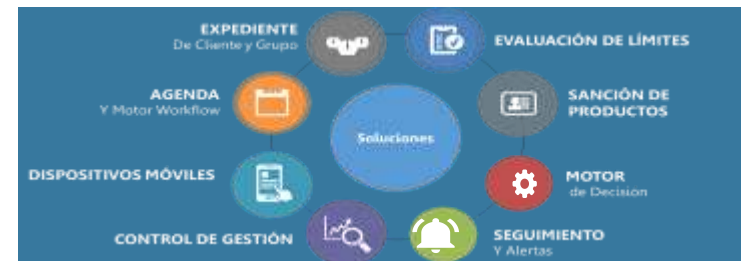 EXPEDIENTE
De Cliente y Grupo
EVALUACIÓN DE LÍMITES
AGENDA
Y Motor Workflow
SANCIÓN DE
PRODUCTOS
Soluciones
DISPOSITIVOS MÓVILES
MOTOR
de Decisión
CONTROL DE GESTIÓN
SEGUIMIENTO
Y Alertas